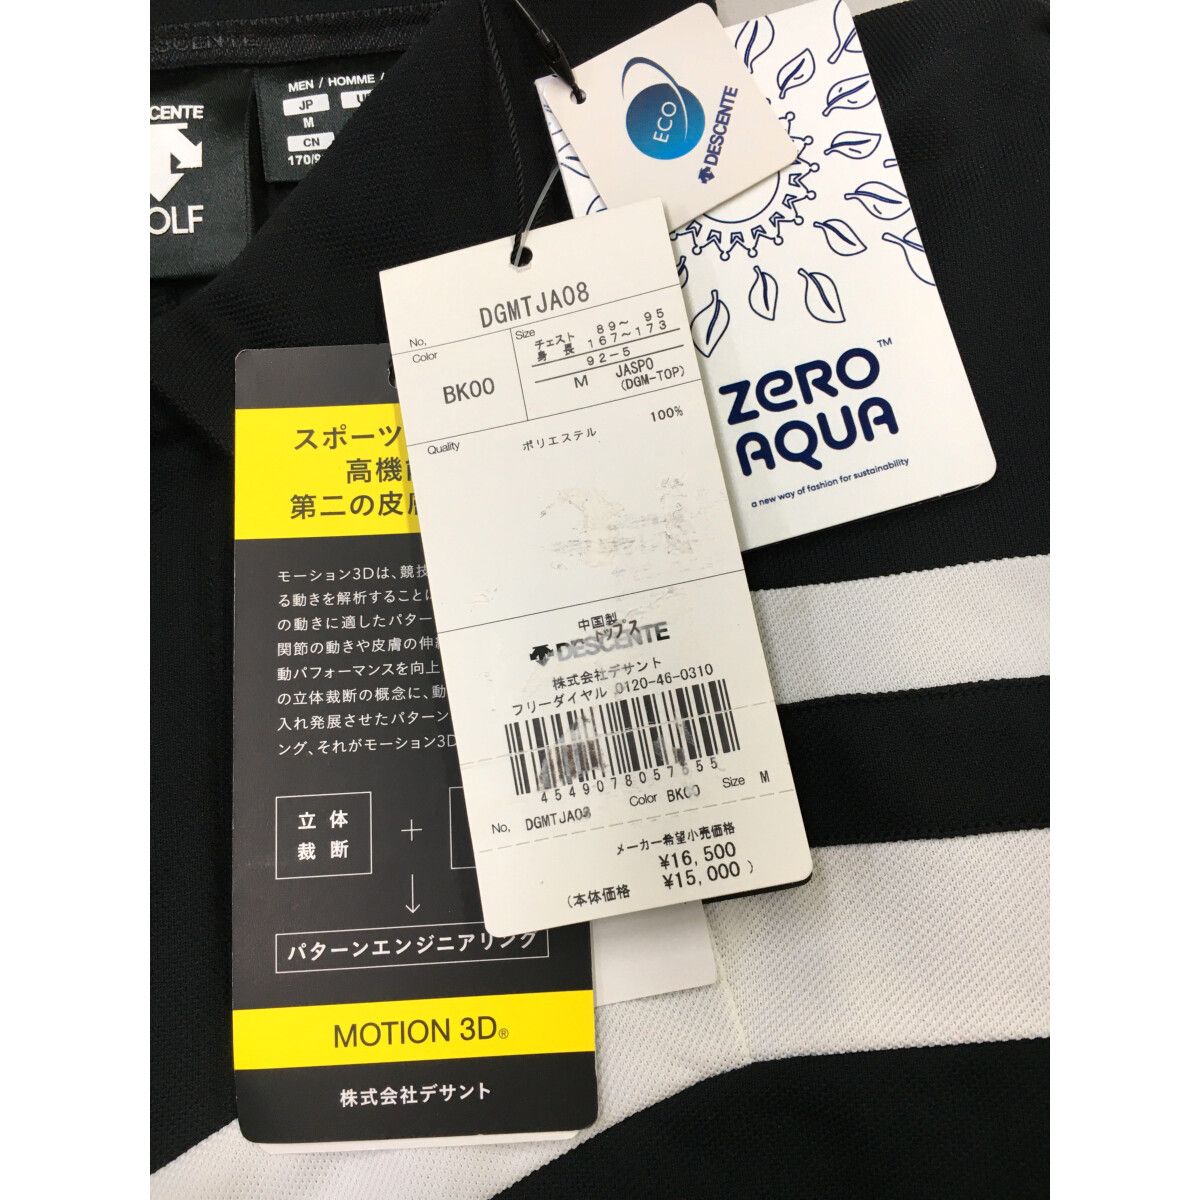 DESCENTE
GOLF
MEN / HOMME /
JP
M
CN
ECO
DESCENTE
ZERO
AQUA™
a new way of fashion for sustainability
No, DGMTJA08
Color BK00
Size
チェスト 89～ 95
身 長 167～173
92-5
M JASPO
(DGM-TOP)
Quality ポリエステル 100%
中国製
トップス
DESCENTE
株式会社デサント
フリーダイヤル 0120-46-0310
No, DGMTJA08 Color BK00 Size M
メーカー希望小売価格
¥16,500
(本体価格 ¥15,000 )
スポーツ
高機
第二の皮
モーション3Dは、競技
る動きを解析すること
の動きに適したパター
関節の動きや皮膚の伸
動パフォーマンスを向上
の立体裁断の概念に、動
入れ発展させたパターン
ング、それがモーション3D
立体
裁断
+
↓
パターンエンジニアリング
MOTION 3D®
株式会社デサント